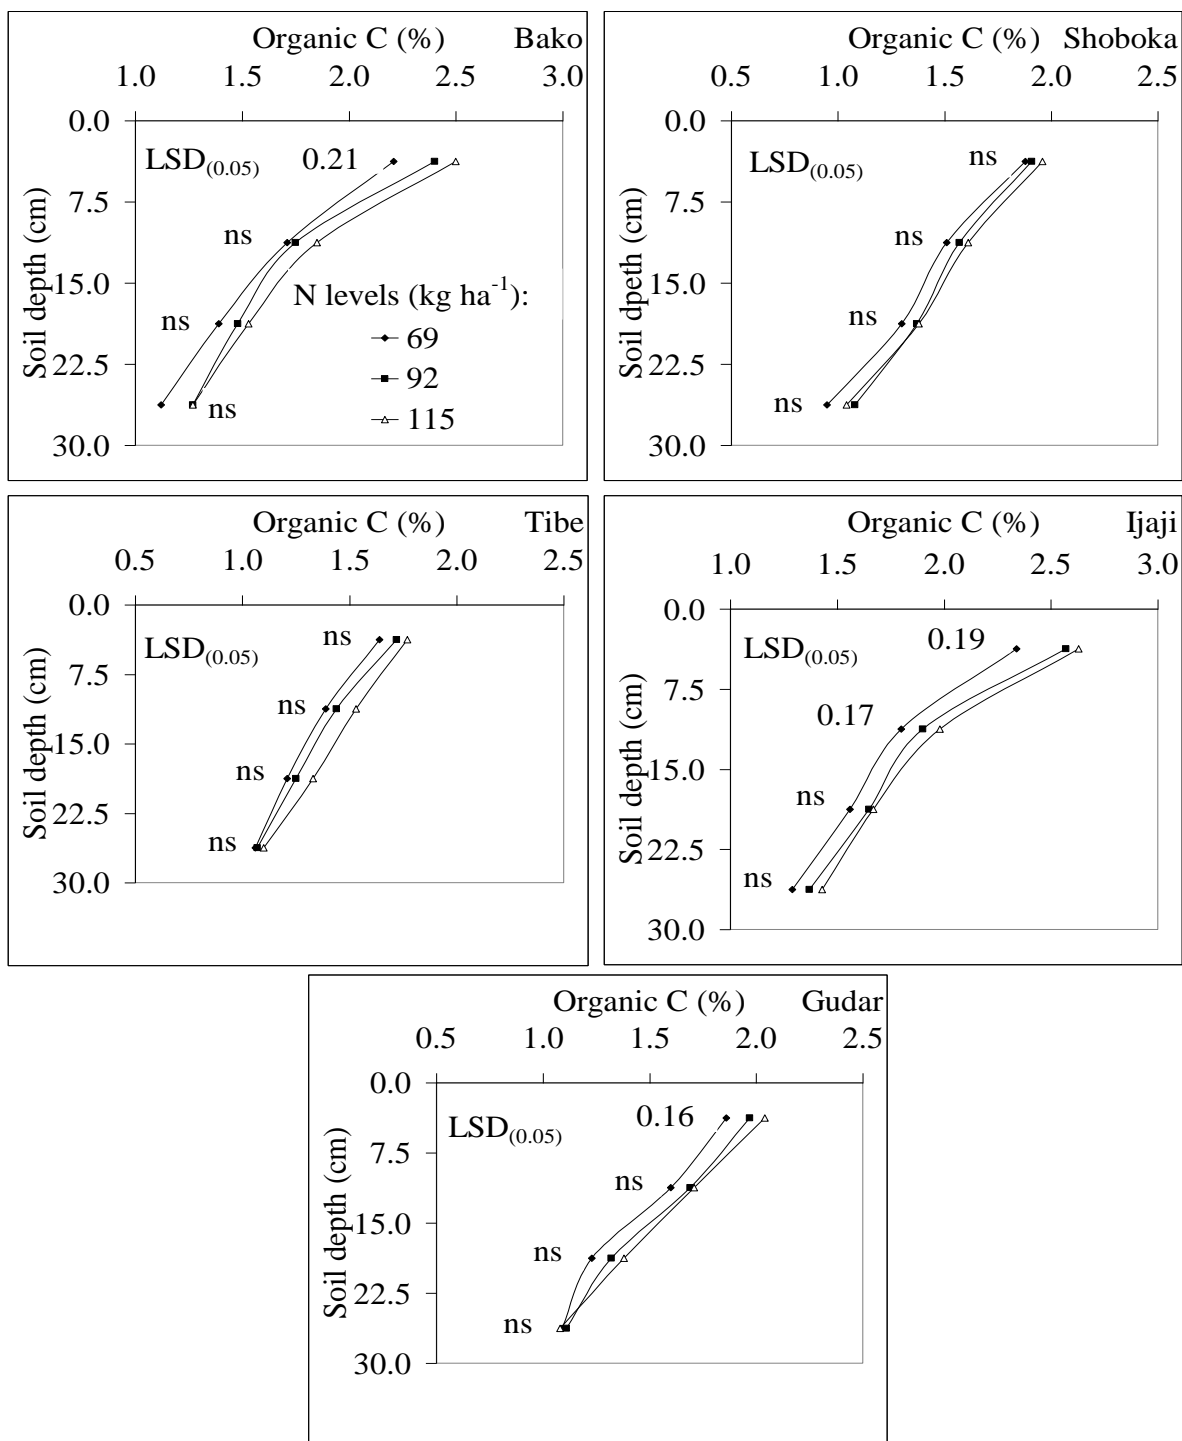 Organic C (%) Bako
1.0 1.5 2.0 2.5 3.0
0.0
LSD(0.05) 0.21
7.5
ns
15.0
N levels (kg ha-1):
ns
69
22.5
92
ns
115
30.0
Soil depth (cm)
Organic C (%) Shoboka
0.5 1.0 1.5 2.0 2.5
0.0
LSD(0.05) ns
7.5
ns
15.0
ns
22.5
ns
30.0
Soil dpeth (cm)
Organic C (%) Tibe
0.5 1.0 1.5 2.0 2.5
0.0
LSD(0.05) ns
7.5
ns
15.0
ns
22.5
ns
30.0
Soil depth (cm)
Organic C (%) Ijaji
1.0 1.5 2.0 2.5 3.0
0.0
LSD(0.05) 0.19
7.5
0.17
15.0
ns
22.5
ns
30.0
Soil depth (cm)
Organic C (%) Gudar
0.5 1.0 1.5 2.0 2.5
0.0
LSD(0.05) 0.16
7.5
ns
15.0
ns
22.5
ns
30.0
Soil depth (cm)